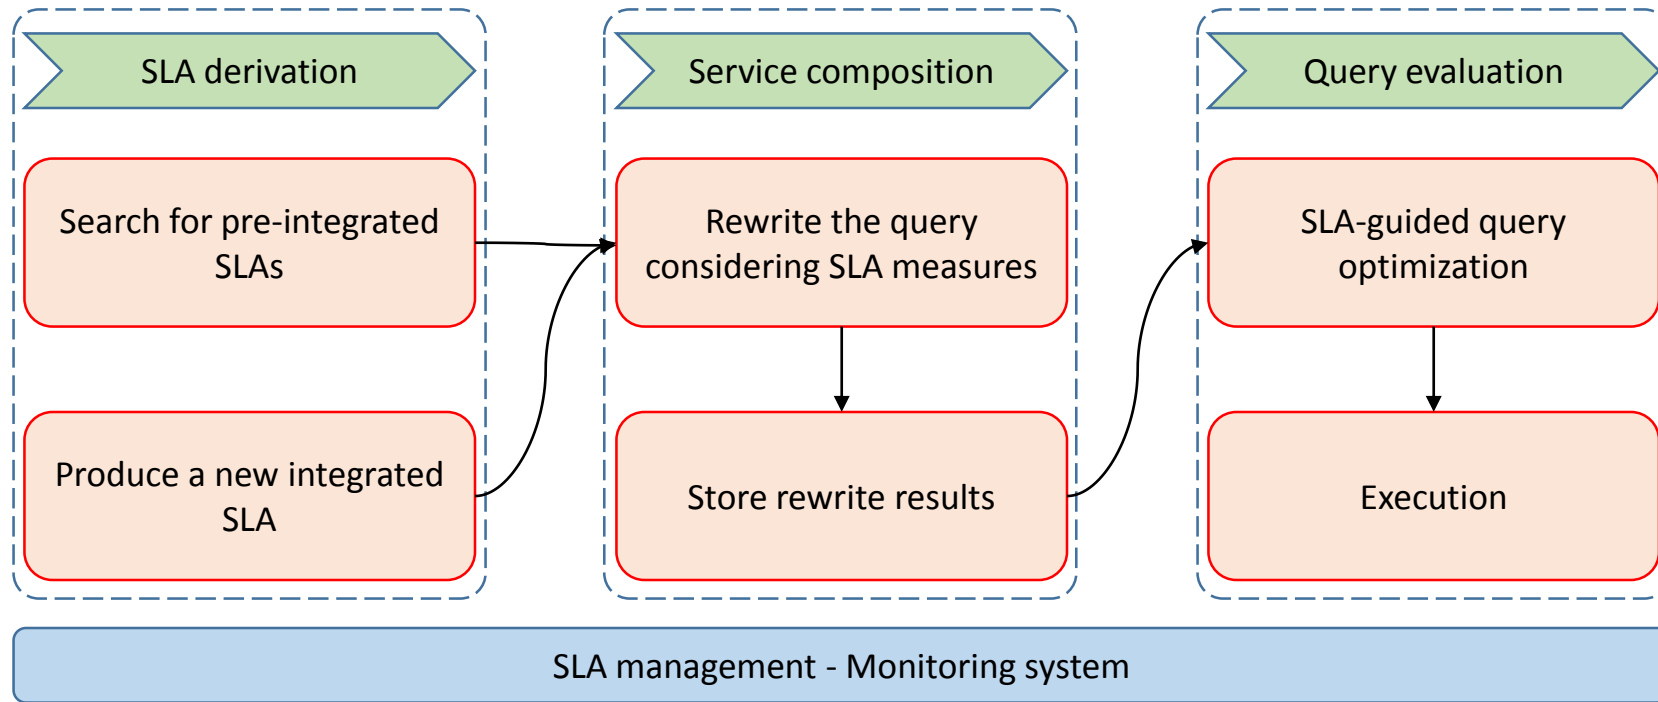 SLA derivation
Search for pre-integrated
SLAs
Produce a new integrated
SLA
Service composition
Rewrite the query
considering SLA measures
Store rewrite results
Query evaluation
SLA-guided query
optimization
Execution
SLA management - Monitoring system